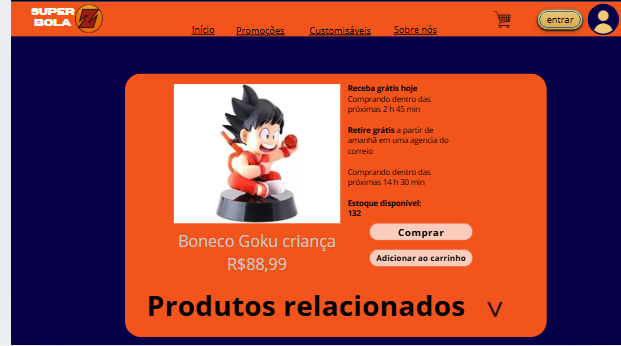 SUPER
BOLA Z
Início Promoções Customisáveis Sobre nós
entrar
Receba grátis hoje
Comprando dentro das
próximas 2 h 45 min
Retire grátis a partir de
amanhã em uma agencia do
correio
Comprando dentro das
próximas 14 h 30 min
Estoque disponível:
132
Comprar
Adicionar ao carrinho
Boneco Goku criança
R$88,99
Produtos relacionados V